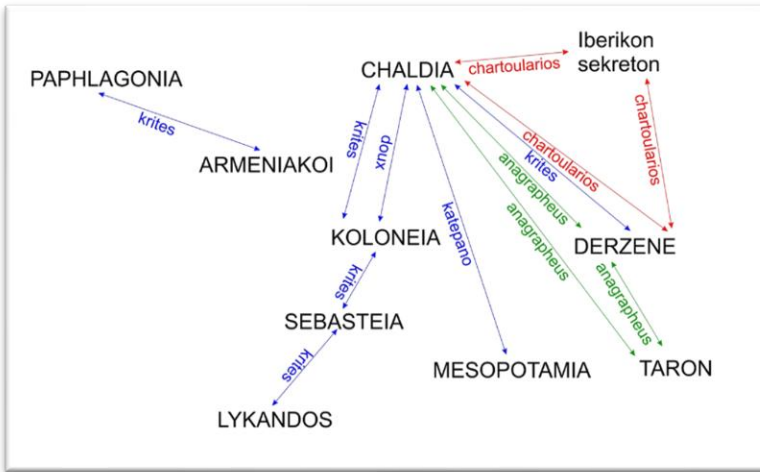 Iberikon
sekreton
chartoularios
CHALDIA
PAPHLAGONIA
krites
ARMENIAKOI
krites
doux
chartoularios
krites
anagrapheus
anagrapheus
chartoularios
katepano
KOLONEIA
DERZENE
krites
anagrapheus
SEBASTEIA
krites
MESOPOTAMIA
TARON
LYKANDOS